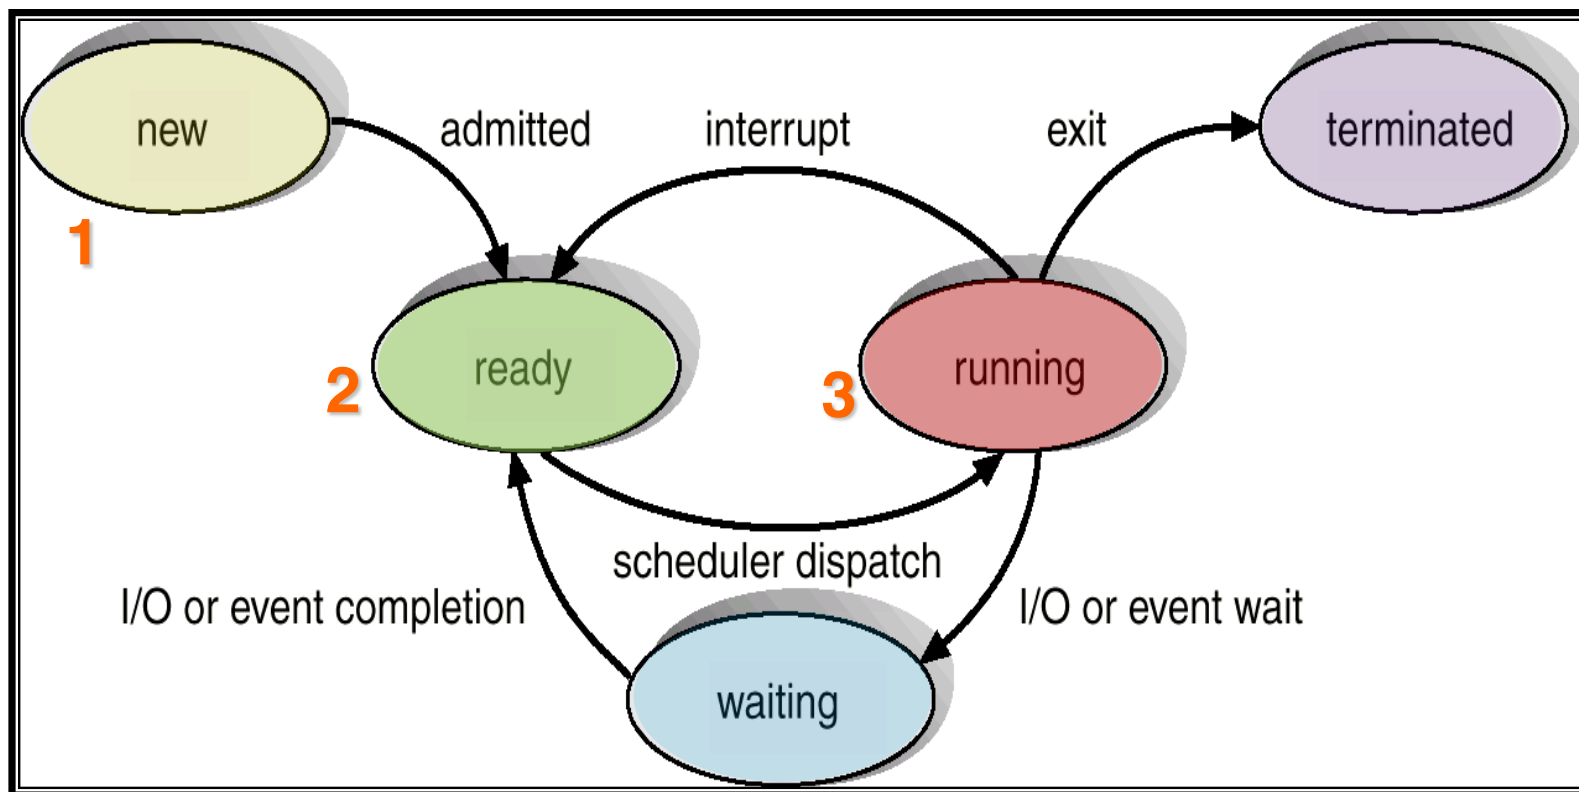 new
admitted
interrupt
exit
terminated
1
ready
running
2
3
scheduler dispatch
I/O or event completion
I/O or event wait
waiting